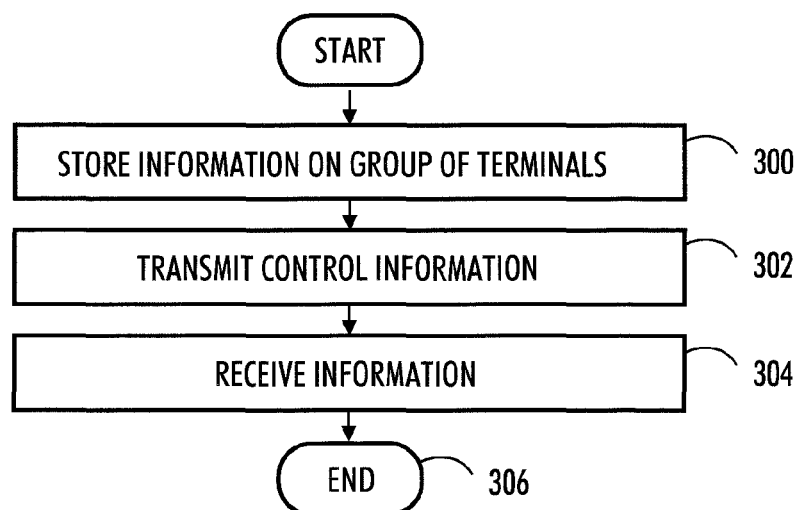 START
STORE INFORMATION ON GROUP OF TERMINALS
300
TRANSMIT CONTROL INFORMATION
302
RECEIVE INFORMATION
304
END
306